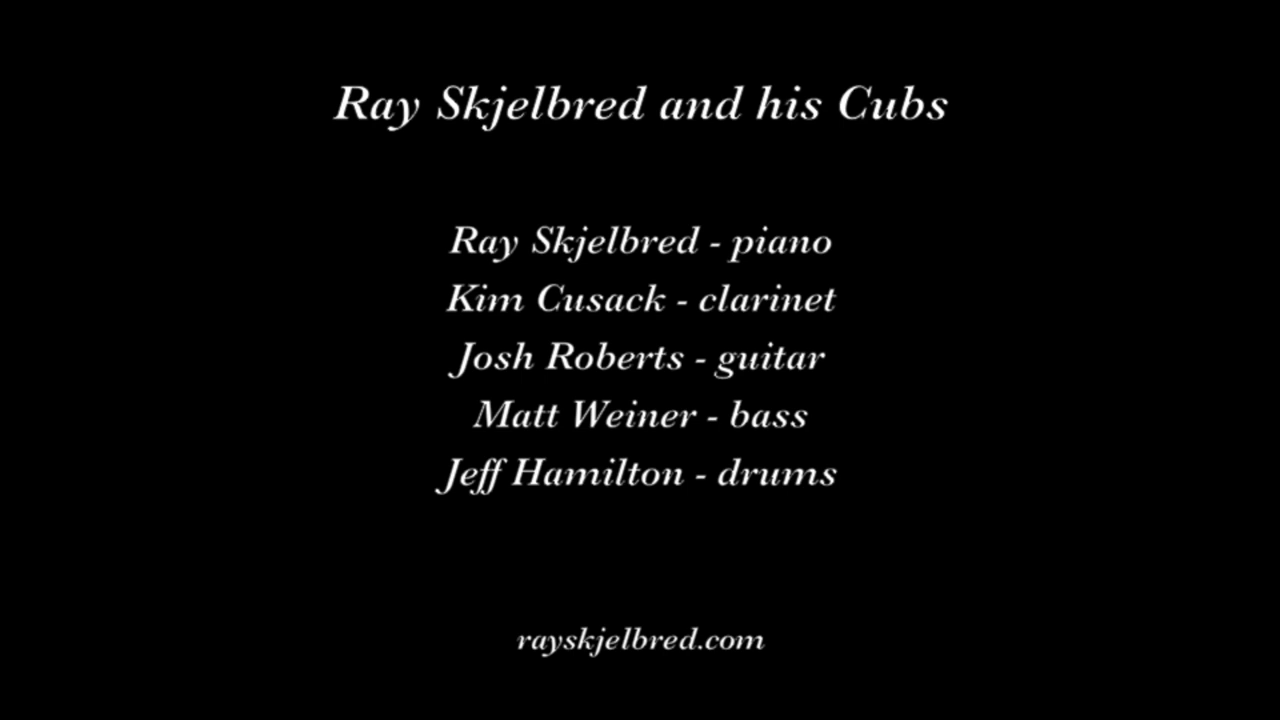 Ray Skjelbred and his Cubs
Ray Skjelbred - piano
Kim Cusack - clarinet
Josh Roberts - guitar
Matt Weiner - bass
Jeff Hamilton - drums
rayskjelbred.com